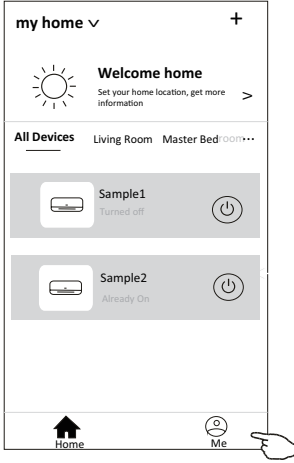 my home
+
Welcome home
Set your home location, get more
information
>
All Devices Living Room Master Bedroom ···
Sample1
Turned off
Sample2
Already On
Home Me